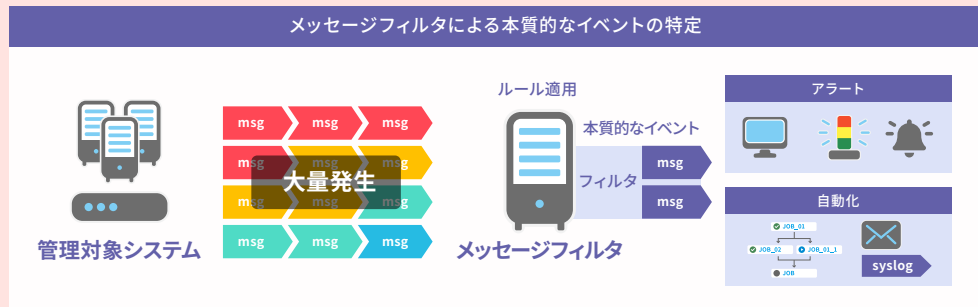 メッセージフィルタによる本質的なイベントの特定
管理対象システム
msg msg msg
msg msg msg
大量発生
msg msg msg
msg msg msg
ルール適用
メッセージフィルタ
本質的なイベント
フィルタ
msg
msg
アラート
自動化
JOB_01
JOB_02 JOB_01_1
JOB
syslog